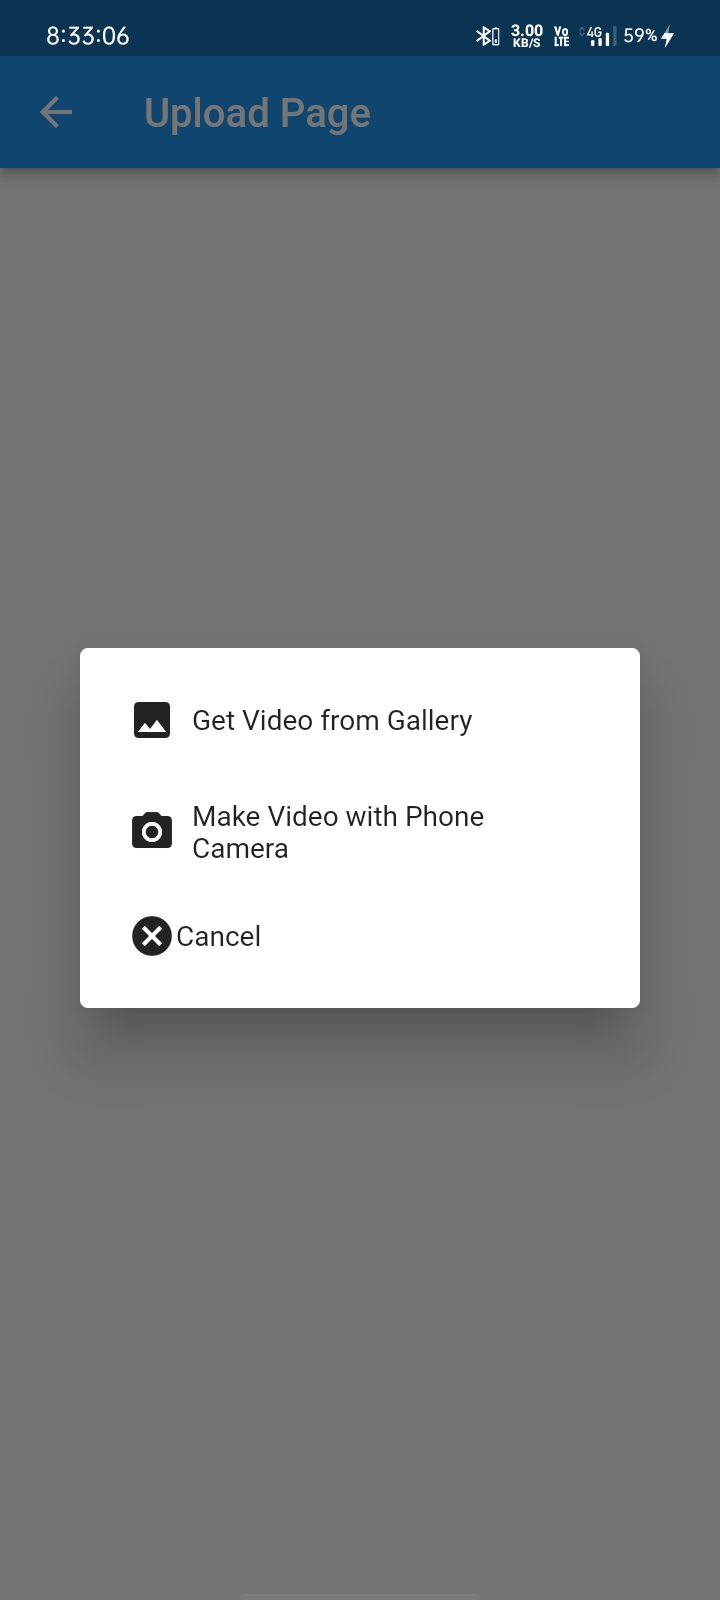 8:33:06 3.00 KB/S Vo LTE 4G 59%
Upload Page
Get Video from Gallery
Make Video with Phone
Camera
Cancel